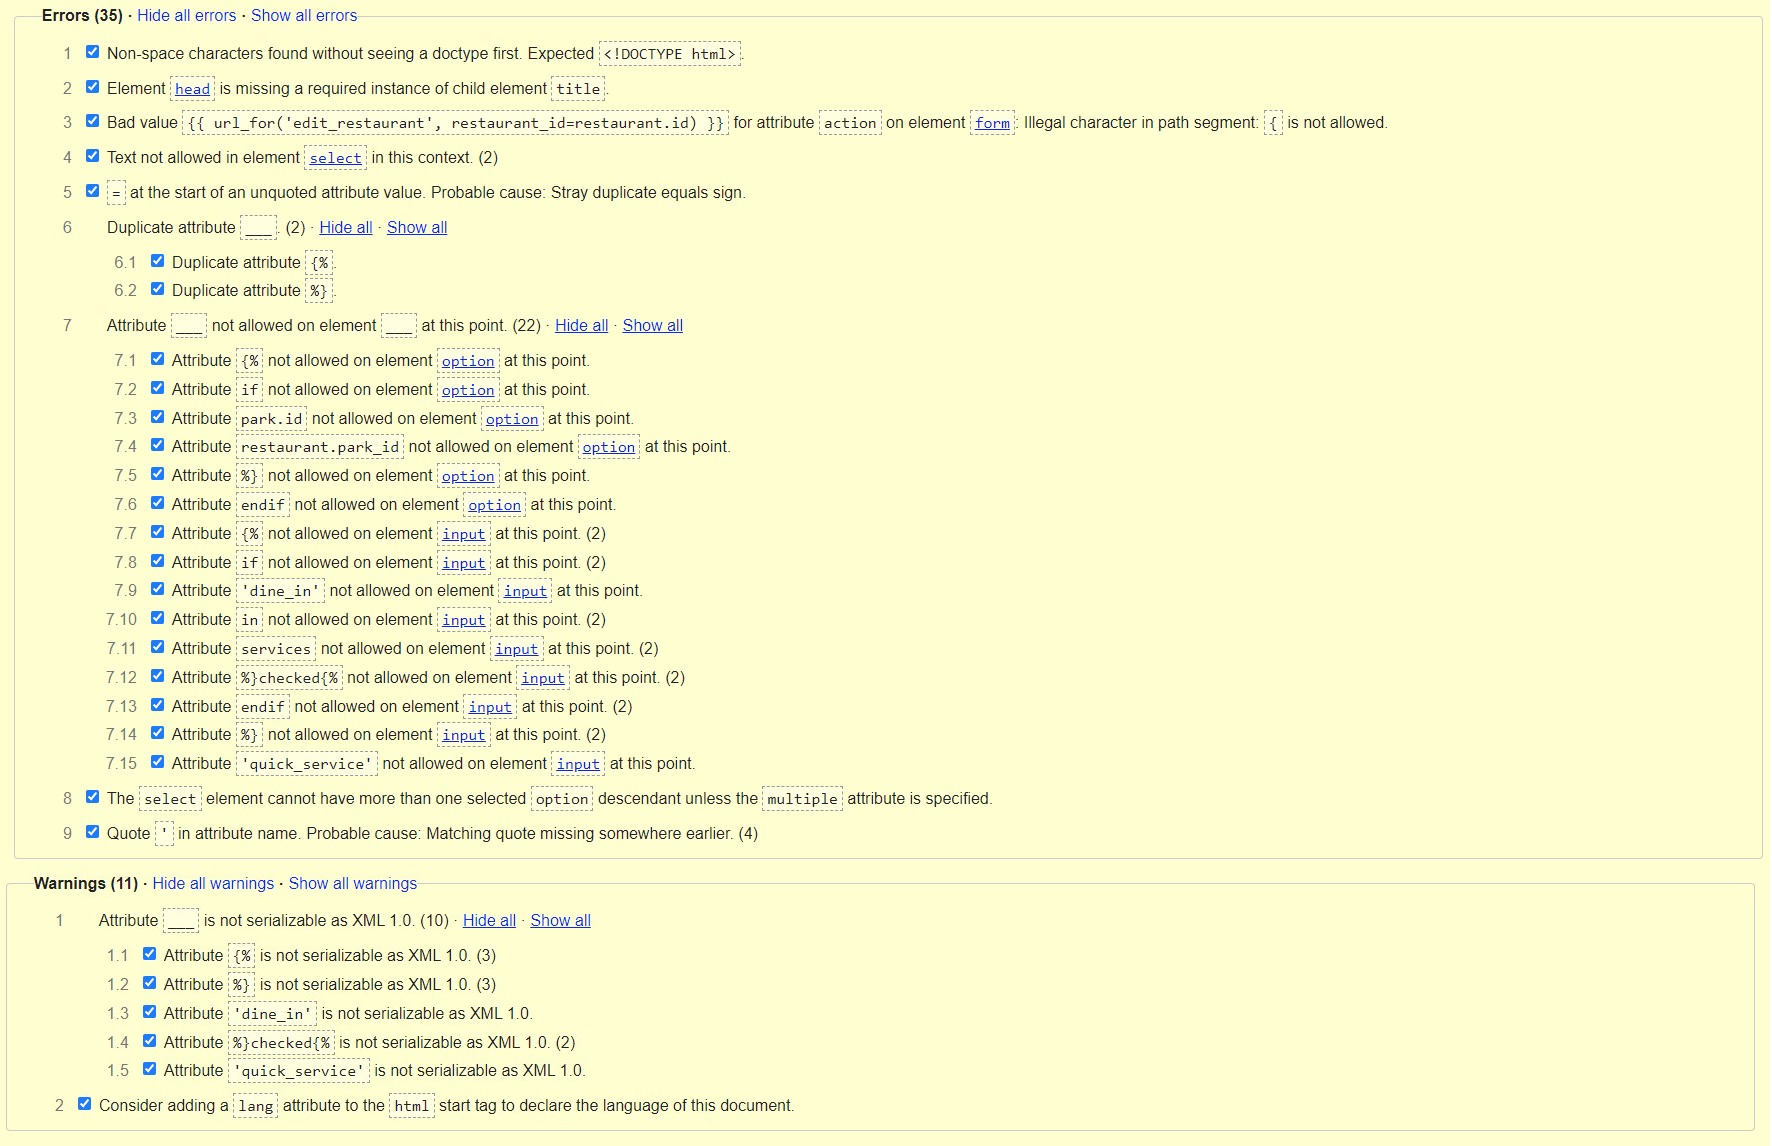 Errors (35) · Hide all errors · Show all errors
1 Non-space characters found without seeing a doctype first. Expected <!DOCTYPE html>.
2 Element head is missing a required instance of child element title.
3 Bad value {{ url_for('edit_restaurant', restaurant_id=restaurant.id) }} for attribute action on element form: Illegal character in path segment: { is not allowed.
4 Text not allowed in element select in this context. (2)
5 = at the start of an unquoted attribute value. Probable cause: Stray duplicate equals sign.
6 Duplicate attribute ___. (2) · Hide all · Show all
6.1 Duplicate attribute {%.
6.2 Duplicate attribute %}.
7 Attribute ___ not allowed on element ___ at this point. (22) · Hide all · Show all
7.1 Attribute {% not allowed on element option at this point.
7.2 Attribute if not allowed on element option at this point.
7.3 Attribute park.id not allowed on element option at this point.
7.4 Attribute restaurant.park_id not allowed on element option at this point.
7.5 Attribute %} not allowed on element option at this point.
7.6 Attribute endif not allowed on element option at this point.
7.7 Attribute {% not allowed on element input at this point. (2)
7.8 Attribute if not allowed on element input at this point. (2)
7.9 Attribute 'dine_in' not allowed on element input at this point.
7.10 Attribute in not allowed on element input at this point. (2)
7.11 Attribute services not allowed on element input at this point. (2)
7.12 Attribute %}checked{% not allowed on element input at this point. (2)
7.13 Attribute endif not allowed on element input at this point. (2)
7.14 Attribute %} not allowed on element input at this point. (2)
7.15 Attribute 'quick_service' not allowed on element input at this point.
8 The select element cannot have more than one selected option descendant unless the multiple attribute is specified.
9 Quote ' in attribute name. Probable cause: Matching quote missing somewhere earlier. (4)
Warnings (11) · Hide all warnings · Show all warnings
1 Attribute ___ is not serializable as XML 1.0. (10) · Hide all · Show all
1.1 Attribute {% is not serializable as XML 1.0. (3)
1.2 Attribute %} is not serializable as XML 1.0. (3)
1.3 Attribute 'dine_in' is not serializable as XML 1.0.
1.4 Attribute %}checked{% is not serializable as XML 1.0. (2)
1.5 Attribute 'quick_service' is not serializable as XML 1.0.
2 Consider adding a lang attribute to the html start tag to declare the language of this document.